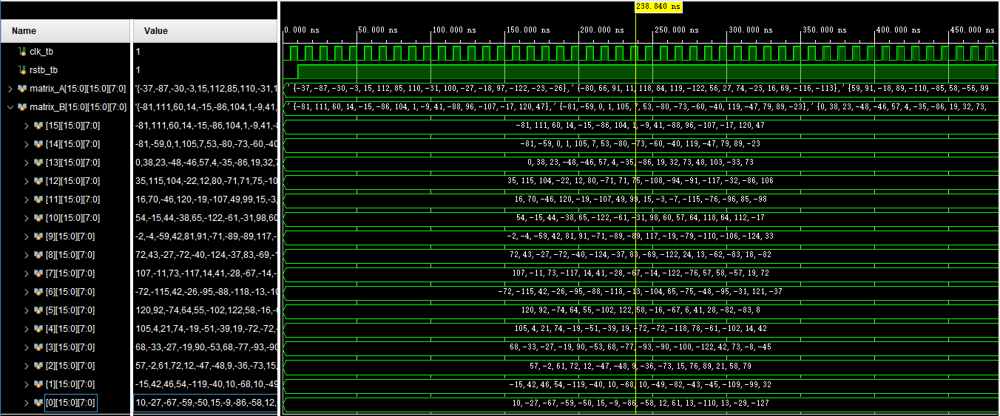 238.840 ns
Name Value 0.000 ns 50.000 ns 100.000 ns 150.000 ns 200.000 ns 250.000 ns 300.000 ns 350.000 ns 400.000 ns 450.000 ns
clk_tb 1
rstb_tb 1
matrix_A[15:0][15:0][7:0] '{-37,-87,-30,-3,15,112,85,110,-31,1 '{-37, -87, -30, -3, 15, 112, 85, 110, -31, 100, -27, -18, 97, -122, -23, -26},'{-80, 66, 91, 11, 118, 84, 119, -122, 56, 27, 74, -23, 16, 69, -116, -113},'{59, 91, -18, 89, -110, -85, 58, -56, 99
matrix_B[15:0][15:0][7:0] '{-81,111,60,14,-15,-86,104,1,-9,41, '{-81, 111, 60, 14, -15, -86, 104, 1, -9, 41, -88, 96, -107, -17, 120, 47},'{-81, -59, 0, 1, 105, 7, 53, -80, -73, -60, -40, 119, -47, 79, 89, -23},'{0, 38, 23, -48, -46, 57, 4, -35, -86, 19, 32, 73,
[15][15:0][7:0] -81,111,60,14,-15,-86,104,1,-9,41,- -81, 111, 60, 14, -15, -86, 104, 1, -9, 41, -88, 96, -107, -17, 120, 47
[14][15:0][7:0] -81,-59,0,1,105,7,53,-80,-73,-60,-40 -81, -59, 0, 1, 105, 7, 53, -80, -73, -60, -40, 119, -47, 79, 89, -23
[13][15:0][7:0] 0,38,23,-48,-46,57,4,-35,-86,19,32,7 0, 38, 23, -48, -46, 57, 4, -35, -86, 19, 32, 73, 48, 103, -33, 73
[12][15:0][7:0] 35,115,104,-22,12,80,-71,71,75,-10 35, 115, 104, -22, 12, 80, -71, 71, 75, -108, -94, -91, -117, -32, -86, 106
[11][15:0][7:0] 16,70,-46,120,-19,-107,49,99,15,-3, 16, 70, -46, 120, -19, -107, 49, 99, 15, -3, -7, -115, -76, -96, 85, -98
[10][15:0][7:0] 54,-15,44,-38,65,-122,-61,-31,98,60 54, -15, 44, -38, 65, -122, -61, -31, 98, 60, 57, 64, 118, 64, 112, -17
[9][15:0][7:0] -2,-4,-59,42,81,91,-71,-89,-89,117,- -2, -4, -59, 42, 81, 91, -71, -89, -89, 117, -19, -79, -110, -106, -124, 33
[8][15:0][7:0] 72,43,-27,-72,-40,-124,-37,83,-69,-1 72, 43, -27, -72, -40, -124, -37, 83, -69, -122, 24, 13, -62, -83, 18, -82
[7][15:0][7:0] 107,-11,73,-117,14,41,-28,-67,-14,- 107, -11, 73, -117, 14, 41, -28, -67, -14, -122, -76, 57, 58, -57, 19, 72
[6][15:0][7:0] -72,-115,42,-26,-95,-88,-118,-13,-10 -72, -115, 42, -26, -95, -88, -118, -13, -104, 65, -75, -48, -95, -31, 121, -37
[5][15:0][7:0] 120,92,-74,64,55,-102,122,58,-16,-6 120, 92, -74, 64, 55, -102, 122, 58, -16, -67, 6, 41, 28, -82, -83, 8
[4][15:0][7:0] 105,4,21,74,-19,-51,-39,19,-72,-72,- 105, 4, 21, 74, -19, -51, -39, 19, -72, -72, -118, 78, -61, -102, 14, 42
[3][15:0][7:0] 68,-33,-27,-19,90,-53,68,-77,-93,-90 68, -33, -27, -19, 90, -53, 68, -77, -93, -90, -100, -122, 42, 73, -8, -45
[2][15:0][7:0] 57,-2,61,72,12,-47,-48,9,-36,-73,15, 57, -2, 61, 72, 12, -47, -48, 9, -36, -73, 15, 76, 89, 21, 58, 79
[1][15:0][7:0] -15,42,46,54,-119,-40,10,-68,10,-49 -15, 42, 46, 54, -119, -40, 10, -68, 10, -49, -82, -43, -45, -109, -99, 32
[0][15:0][7:0] 10,-27,-67,-59,-50,15,-9,-86,-58,12, 10, -27, -67, -59, -50, 15, -9, -86, -58, 12, 61, 13, -110, 13, -29, -127